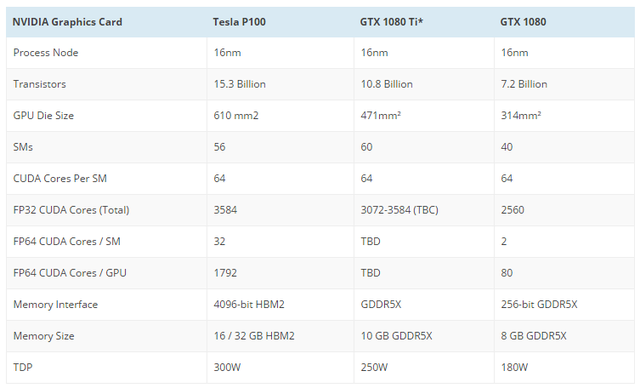 NVIDIA Graphics Card Tesla P100 GTX 1080 Ti* GTX 1080
Process Node 16nm 16nm 16nm
Transistors 15.3 Billion 10.8 Billion 7.2 Billion
GPU Die Size 610 mm2 471mm² 314mm²
SMs 56 60 40
CUDA Cores Per SM 64 64 64
FP32 CUDA Cores (Total) 3584 3072-3584 (TBC) 2560
FP64 CUDA Cores / SM 32 TBD 2
FP64 CUDA Cores / GPU 1792 TBD 80
Memory Interface 4096-bit HBM2 GDDR5X 256-bit GDDR5X
Memory Size 16 / 32 GB HBM2 10 GB GDDR5X 8 GB GDDR5X
TDP 300W 250W 180W